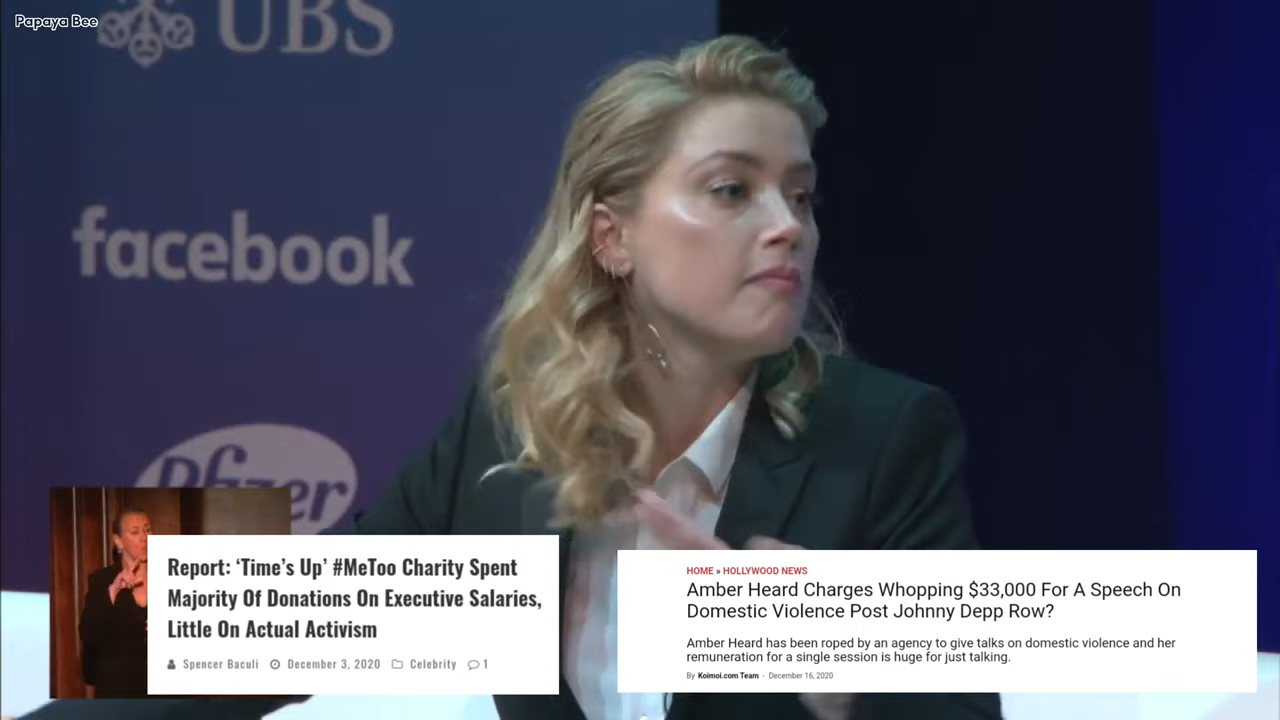 Papaya Bee
UBS
facebook
Pfizer
Report: ‘Time’s Up’ #MeToo Charity Spent
Majority Of Donations On Executive Salaries,
Little On Actual Activism
Spencer Baculi December 3, 2020 Celebrity 1
HOME » HOLLYWOOD NEWS
Amber Heard Charges Whopping $33,000 For A Speech On
Domestic Violence Post Johnny Depp Row?
Amber Heard has been roped by an agency to give talks on domestic violence and her
remuneration for a single session is huge for just talking.
By Koimoi.com Team - December 16, 2020